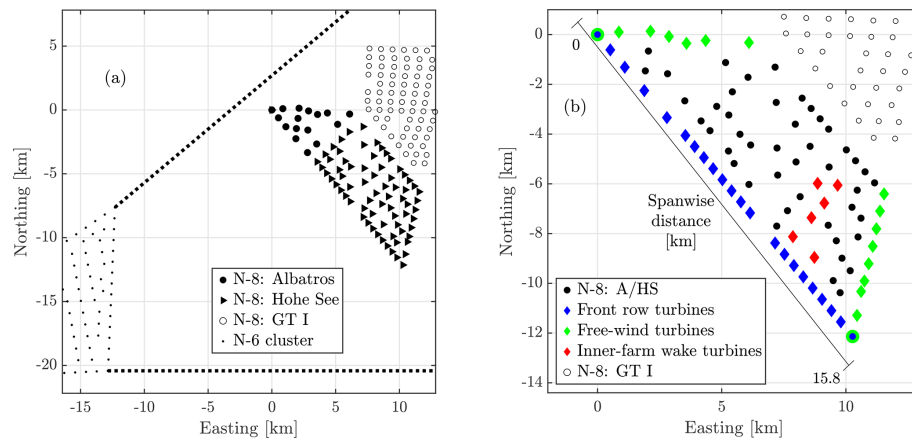 (a)
5
0
-5
-10
-15
-20
Northing [km]
-15
-10
-5
0
5
10
Easting [km]
N-8: Albatros
N-8: Hohe See
N-8: GT I
N-6 cluster
(b)
0
-2
-4
-6
-8
-10
-12
-14
Northing [km]
0
5
10
Easting [km]
0
Spanwise
distance
[km]
15.8
N-8: A/HS
Front row turbines
Free-wind turbines
Inner-farm wake turbines
N-8: GT I